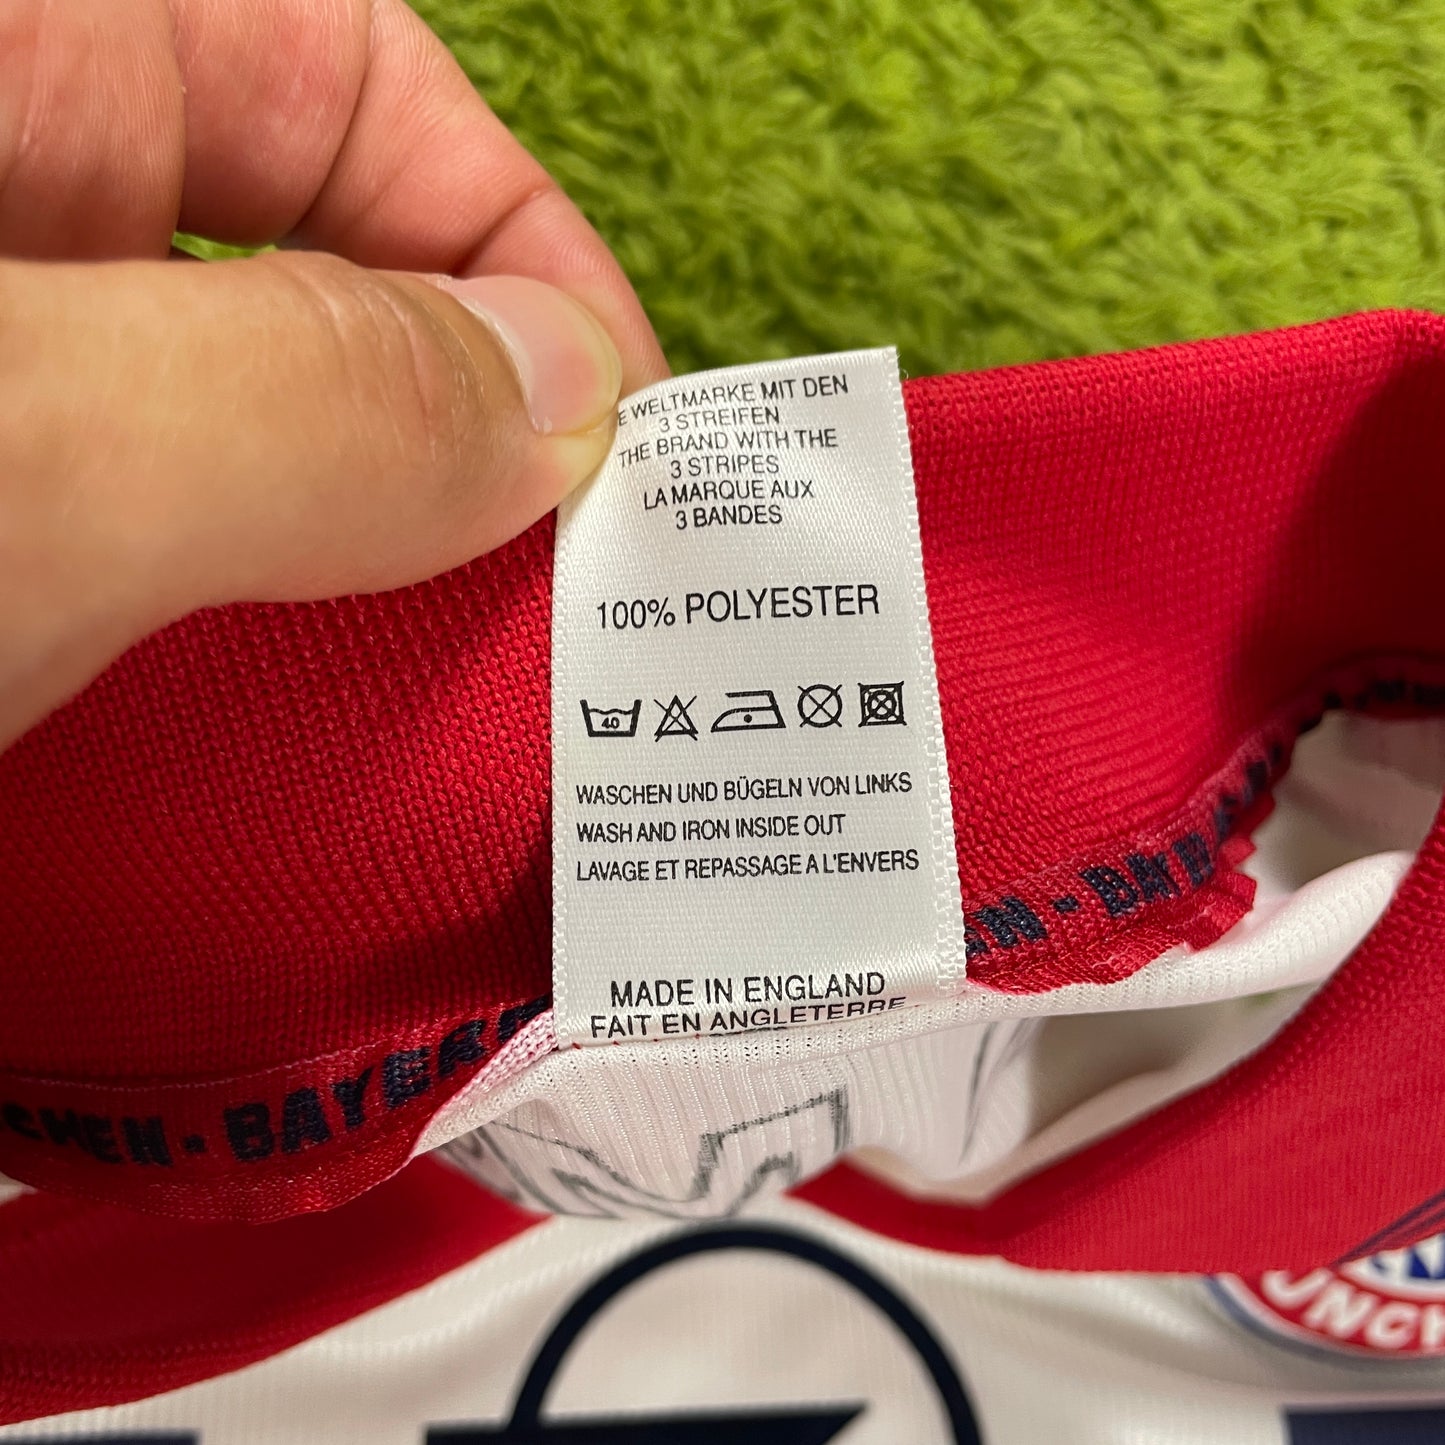 WELTMARKE MIT DEN
3 STREIFEN
THE BRAND WITH THE
3 STRIPES
LA MARQUE AUX
3 BANDES
100% POLYESTER
40
WASCHEN UND BÜGELN VON LINKS
WASH AND IRON INSIDE OUT
LAVAGE ET REPASSAGE A L'ENVERS
MADE IN ENGLAND
FAIT EN ANGLETERRE